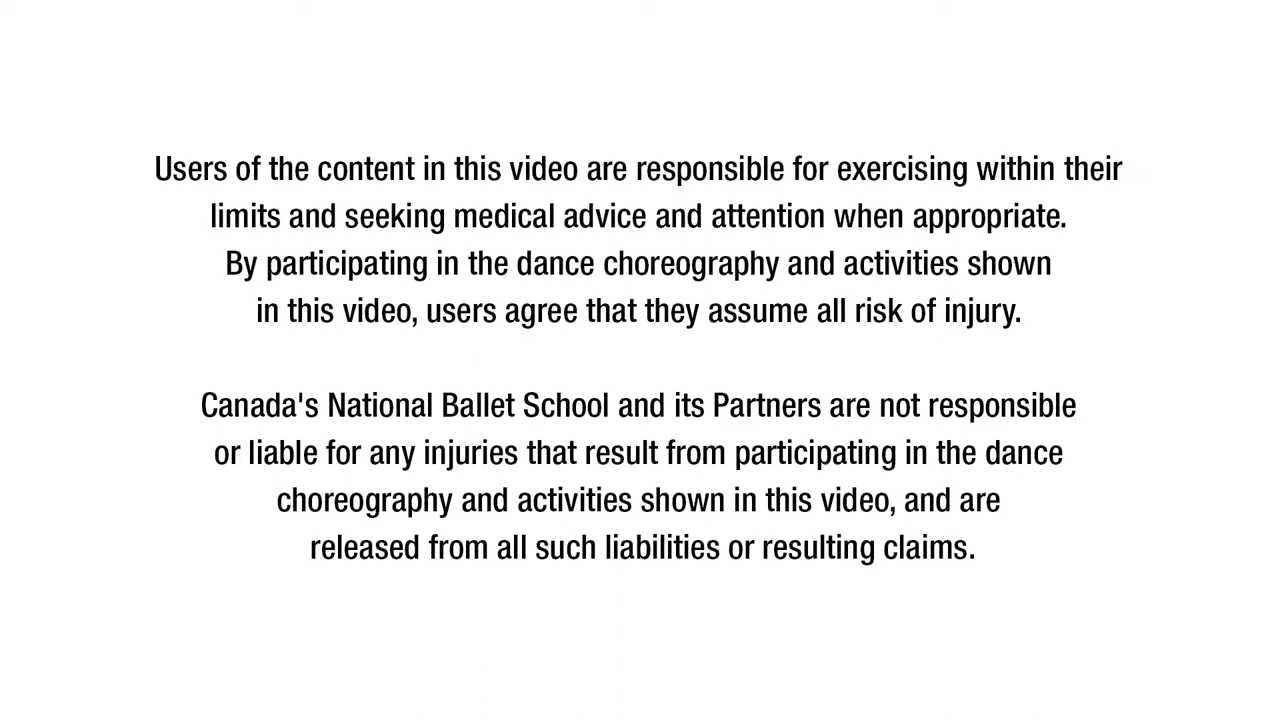 Users of the content in this video are responsible for exercising within their
limits and seeking medical advice and attention when appropriate.
By participating in the dance choreography and activities shown
in this video, users agree that they assume all risk of injury.
Canada's National Ballet School and its Partners are not responsible
or liable for any injuries that result from participating in the dance
choreography and activities shown in this video, and are
released from all such liabilities or resulting claims.